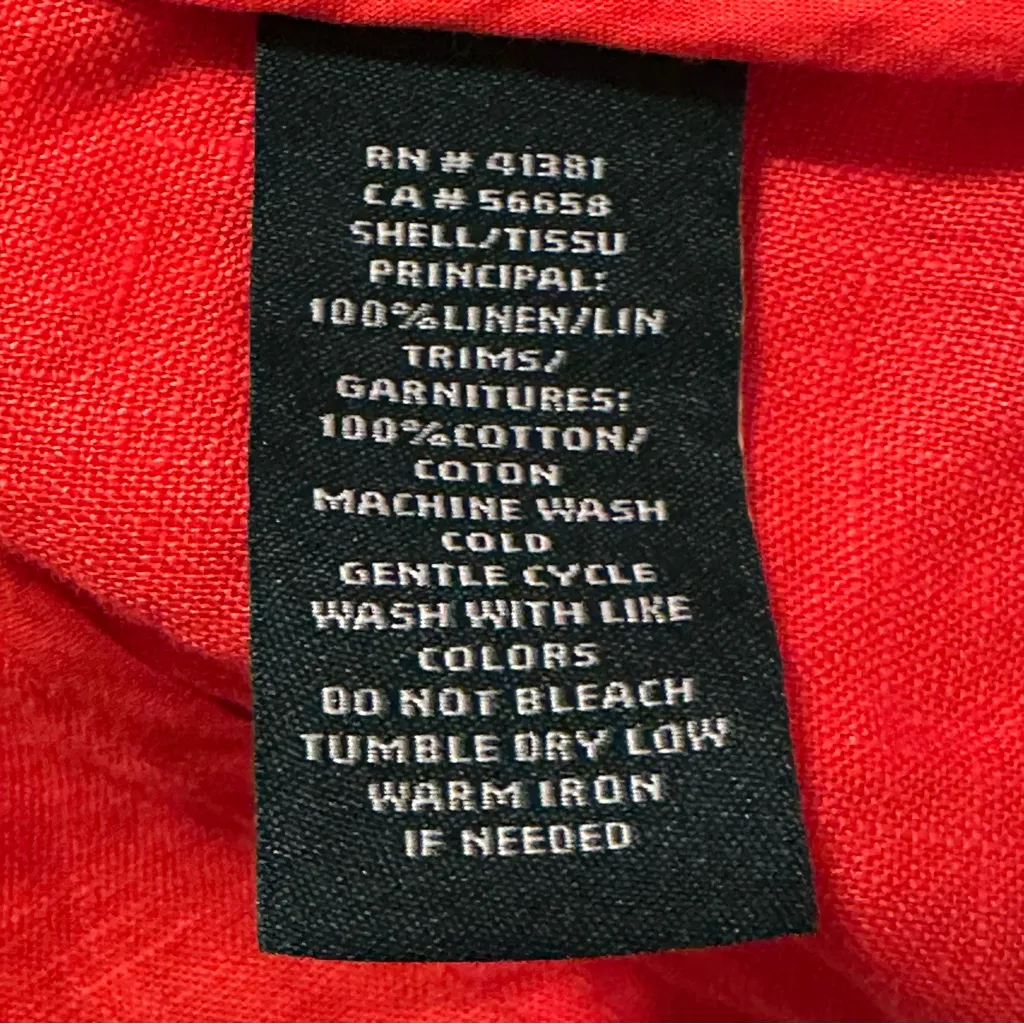 RN # 41381
CA # 56658
SHELL/TISSU
PRINCIPAL:
100%LINEN/LIN
TRIMS/
GARNITURES:
100%COTTON/
COTON
MACHINE WASH
COLD
GENTLE CYCLE
WASH WITH LIKE
COLORS
DO NOT BLEACH
TUMBLE DRY LOW
WARM IRON
IF NEEDED